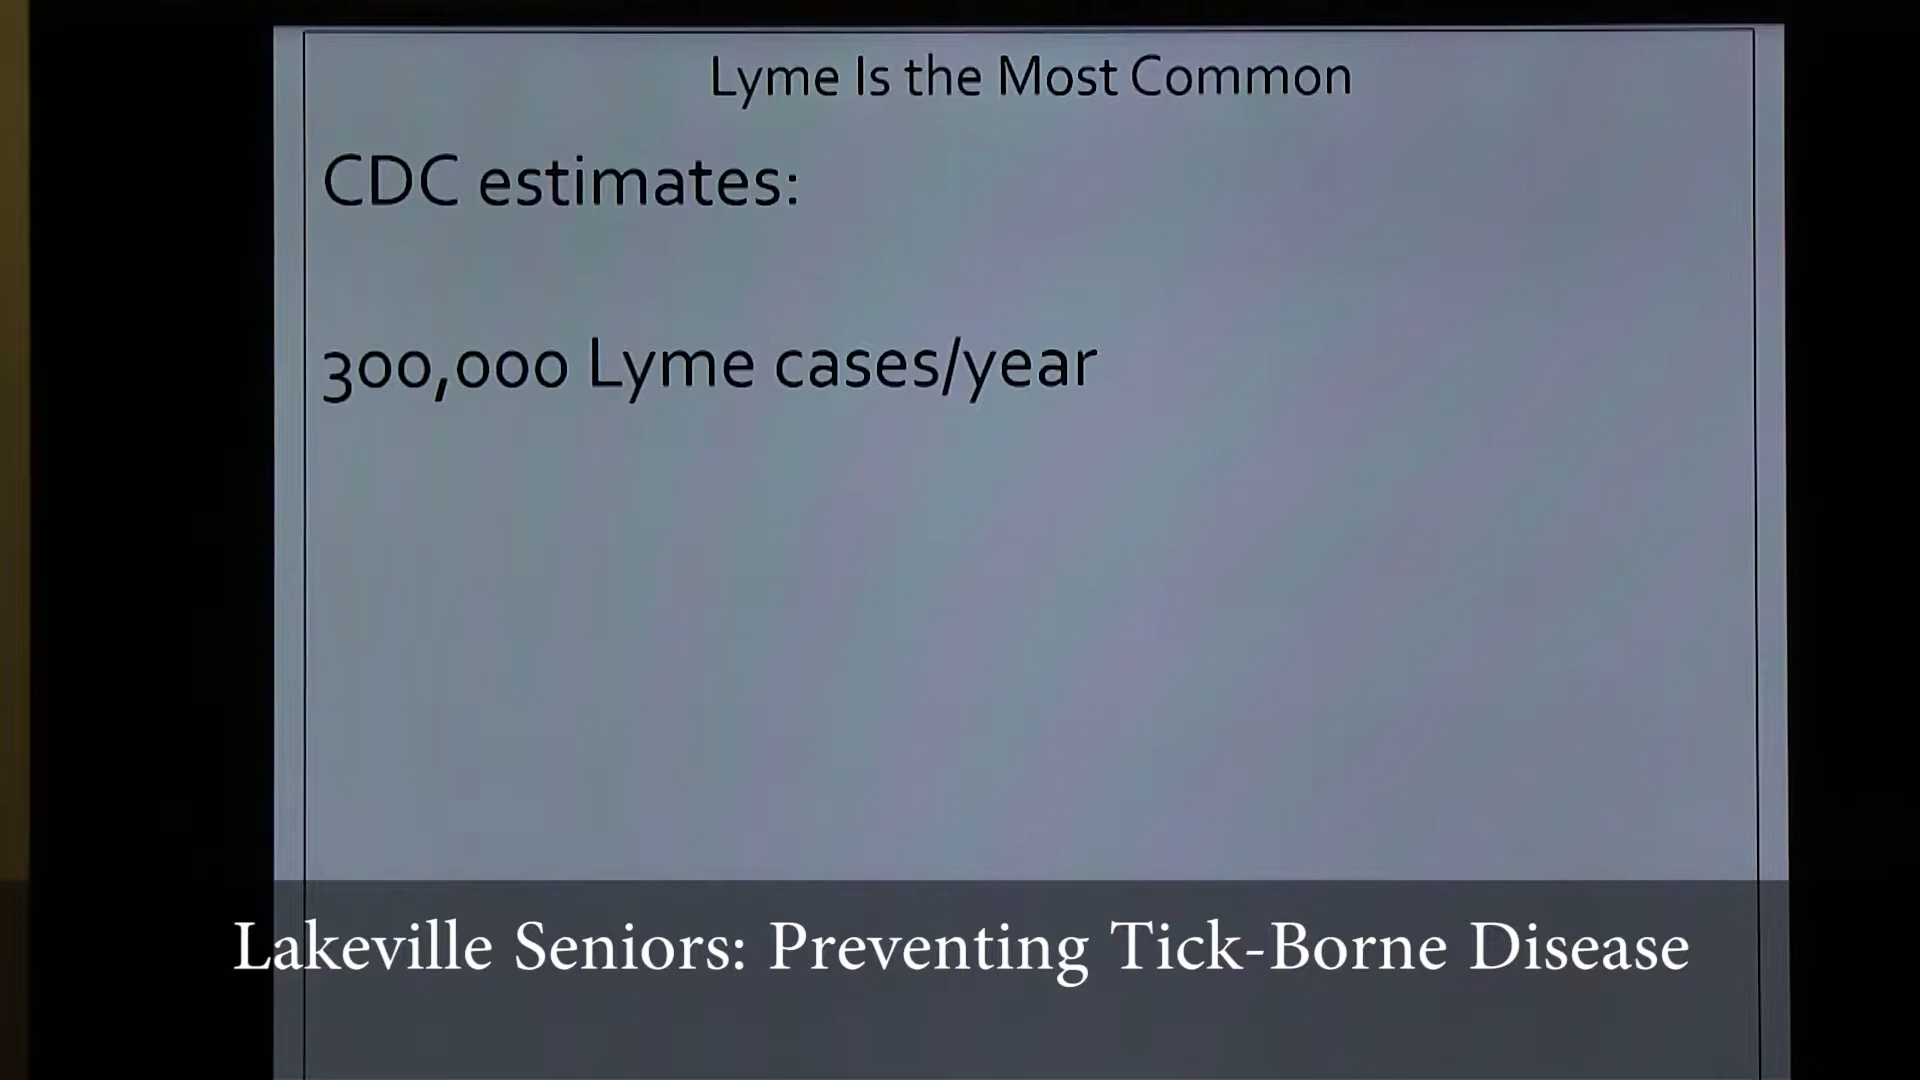 Lyme Is the Most Common
CDC estimates:
300,000 Lyme cases/year
Lakeville Seniors: Preventing Tick-Borne Disease